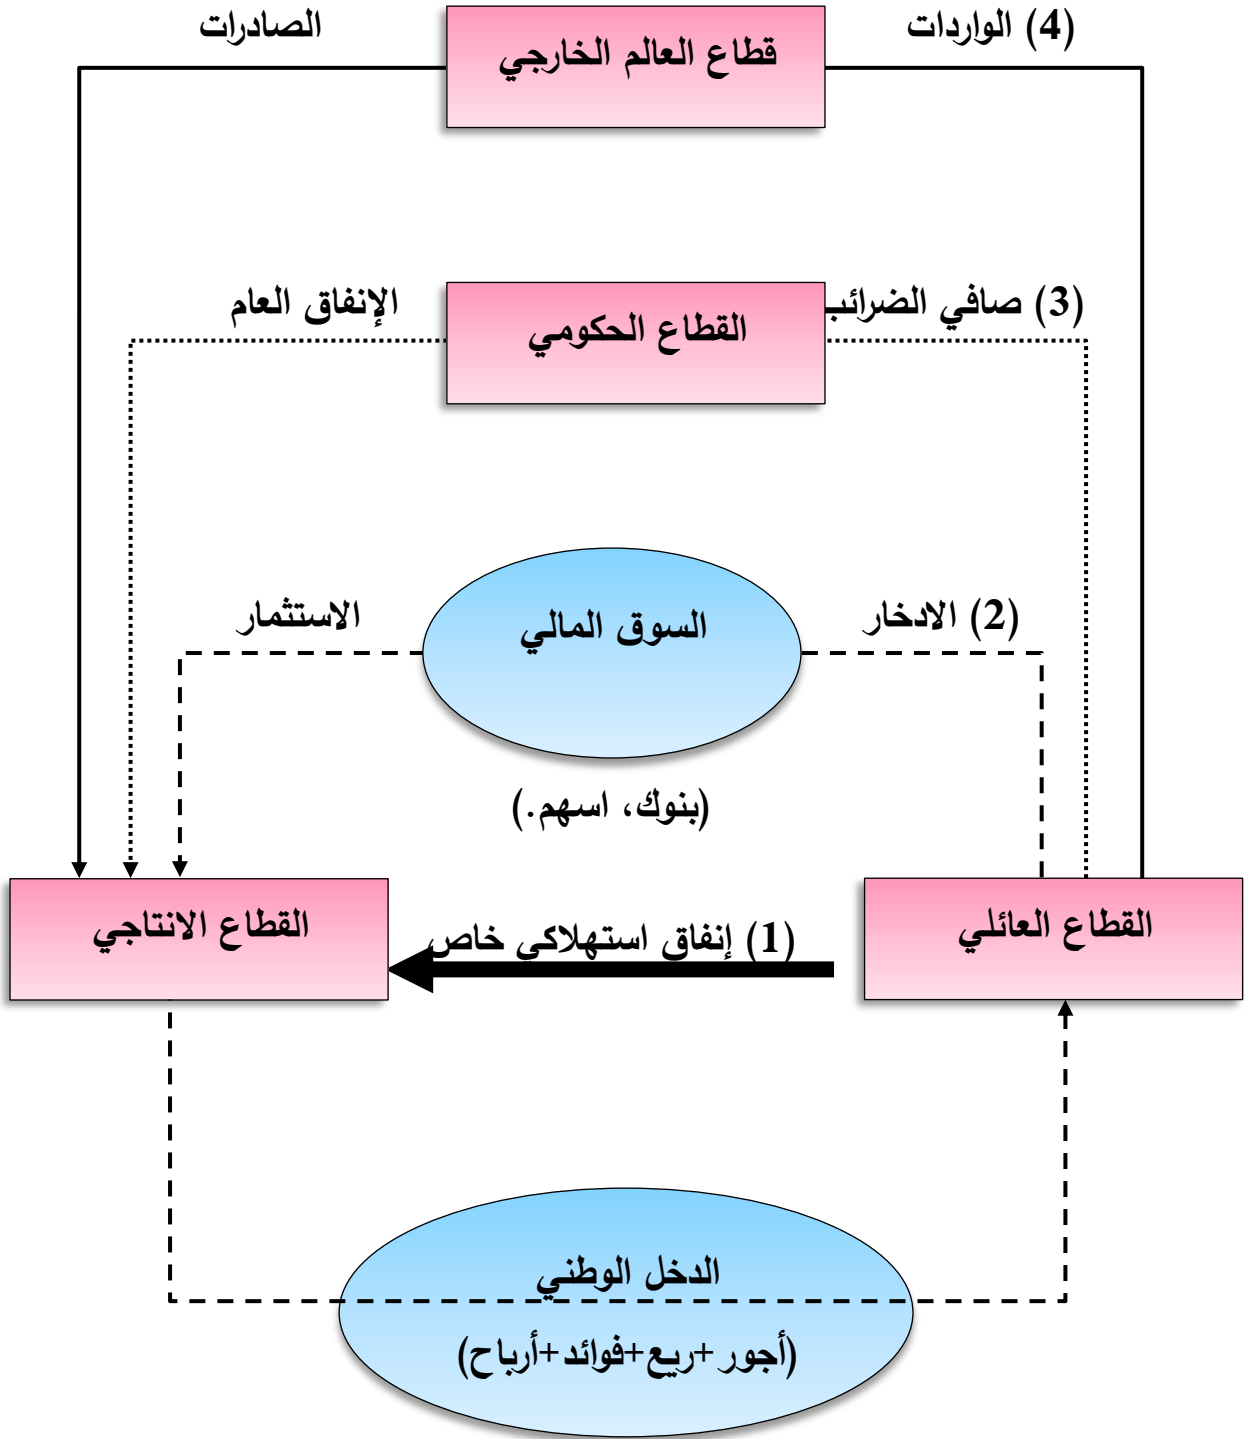 (4) الواردات
قطاع العالم الخارجي
الصادرات
(3) صافي الضرائب
القطاع الحكومي
الإنفاق العام
(2) الادخار
السوق المالي
الاستثمار
(بنوك، اسهم.)
القطاع العائلي
(1) إنفاق استهلاكي خاص
القطاع الانتاجي
الدخل الوطني
(أجور+ريع+فوائد+أرباح)